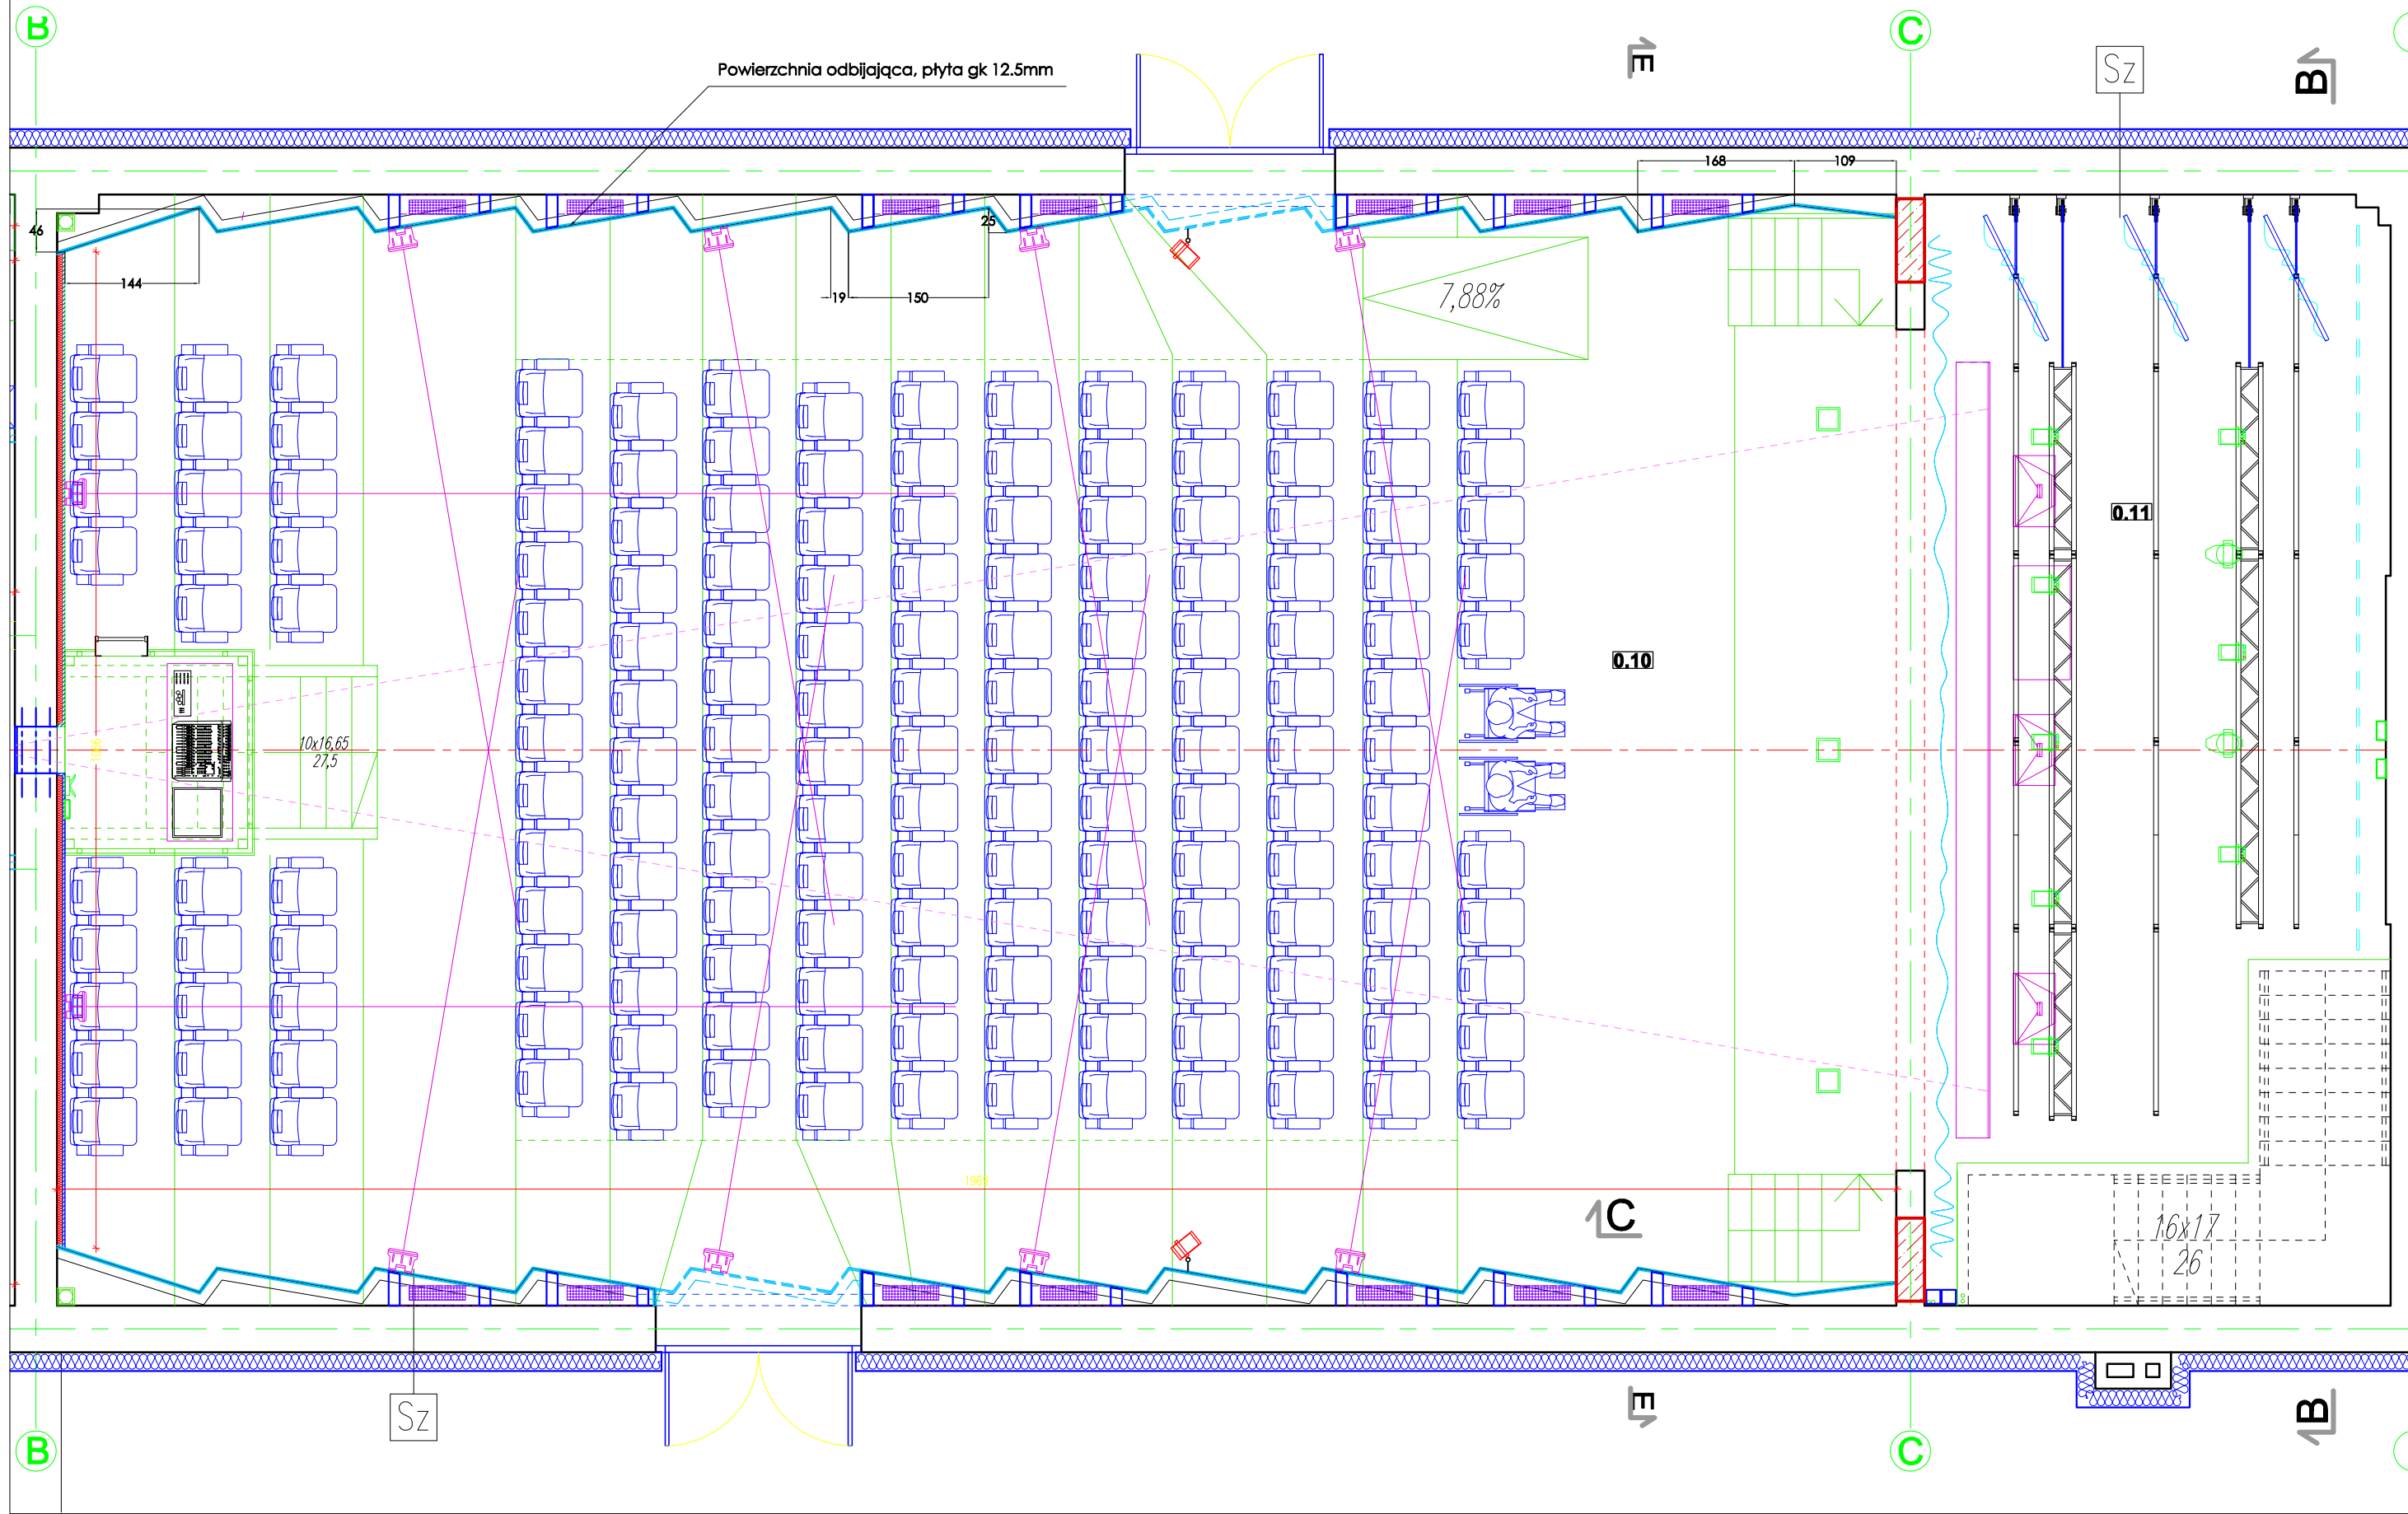 B
C
E
Sz
B
Powierzchnia odbijająca, płyta gk 12.5mm
168
109
46
25
144
19
150
7,88%
0.11
0.10
10x16,65
27,5
C
16x17
26
Sz
E
B
B
C